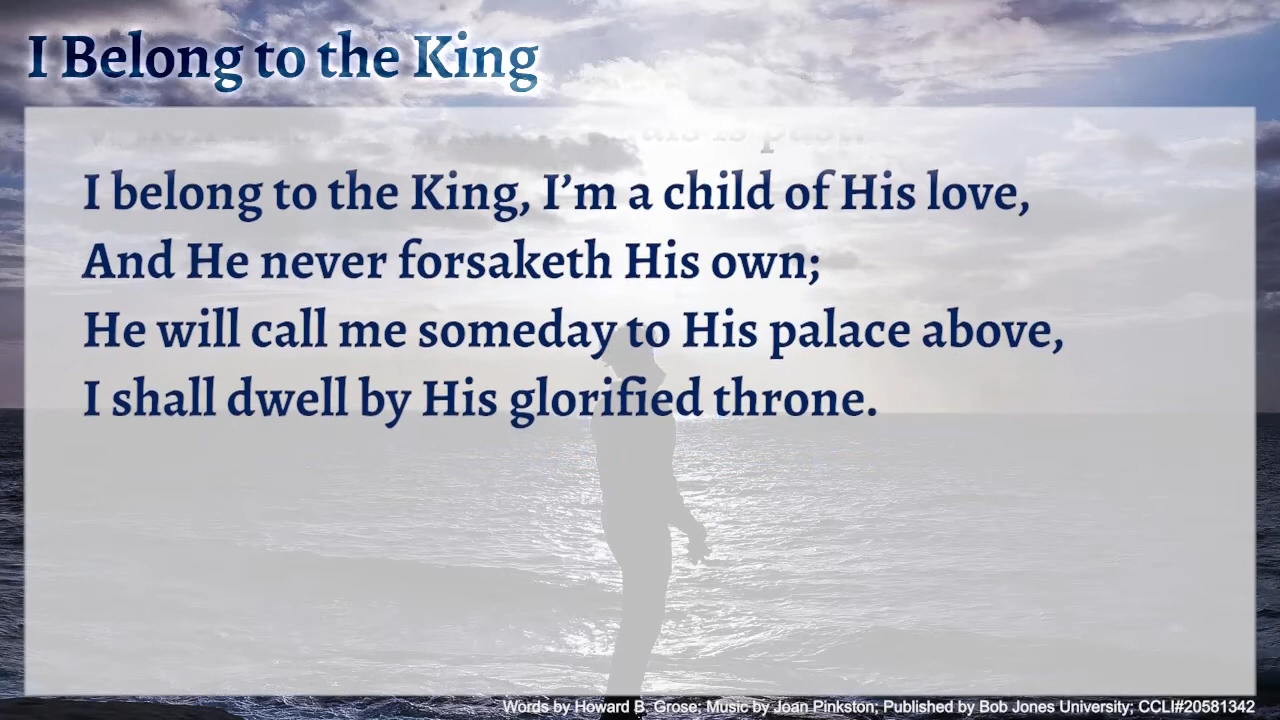 I Belong to the King
is past.
I belong to the King, I’m a child of His love,
And He never forsaketh His own;
He will call me someday to His palace above,
I shall dwell by His glorified throne.
Words by Howard B. Grose; Music by Joan Pinkston; Published by Bob Jones University; CCLI#20581342